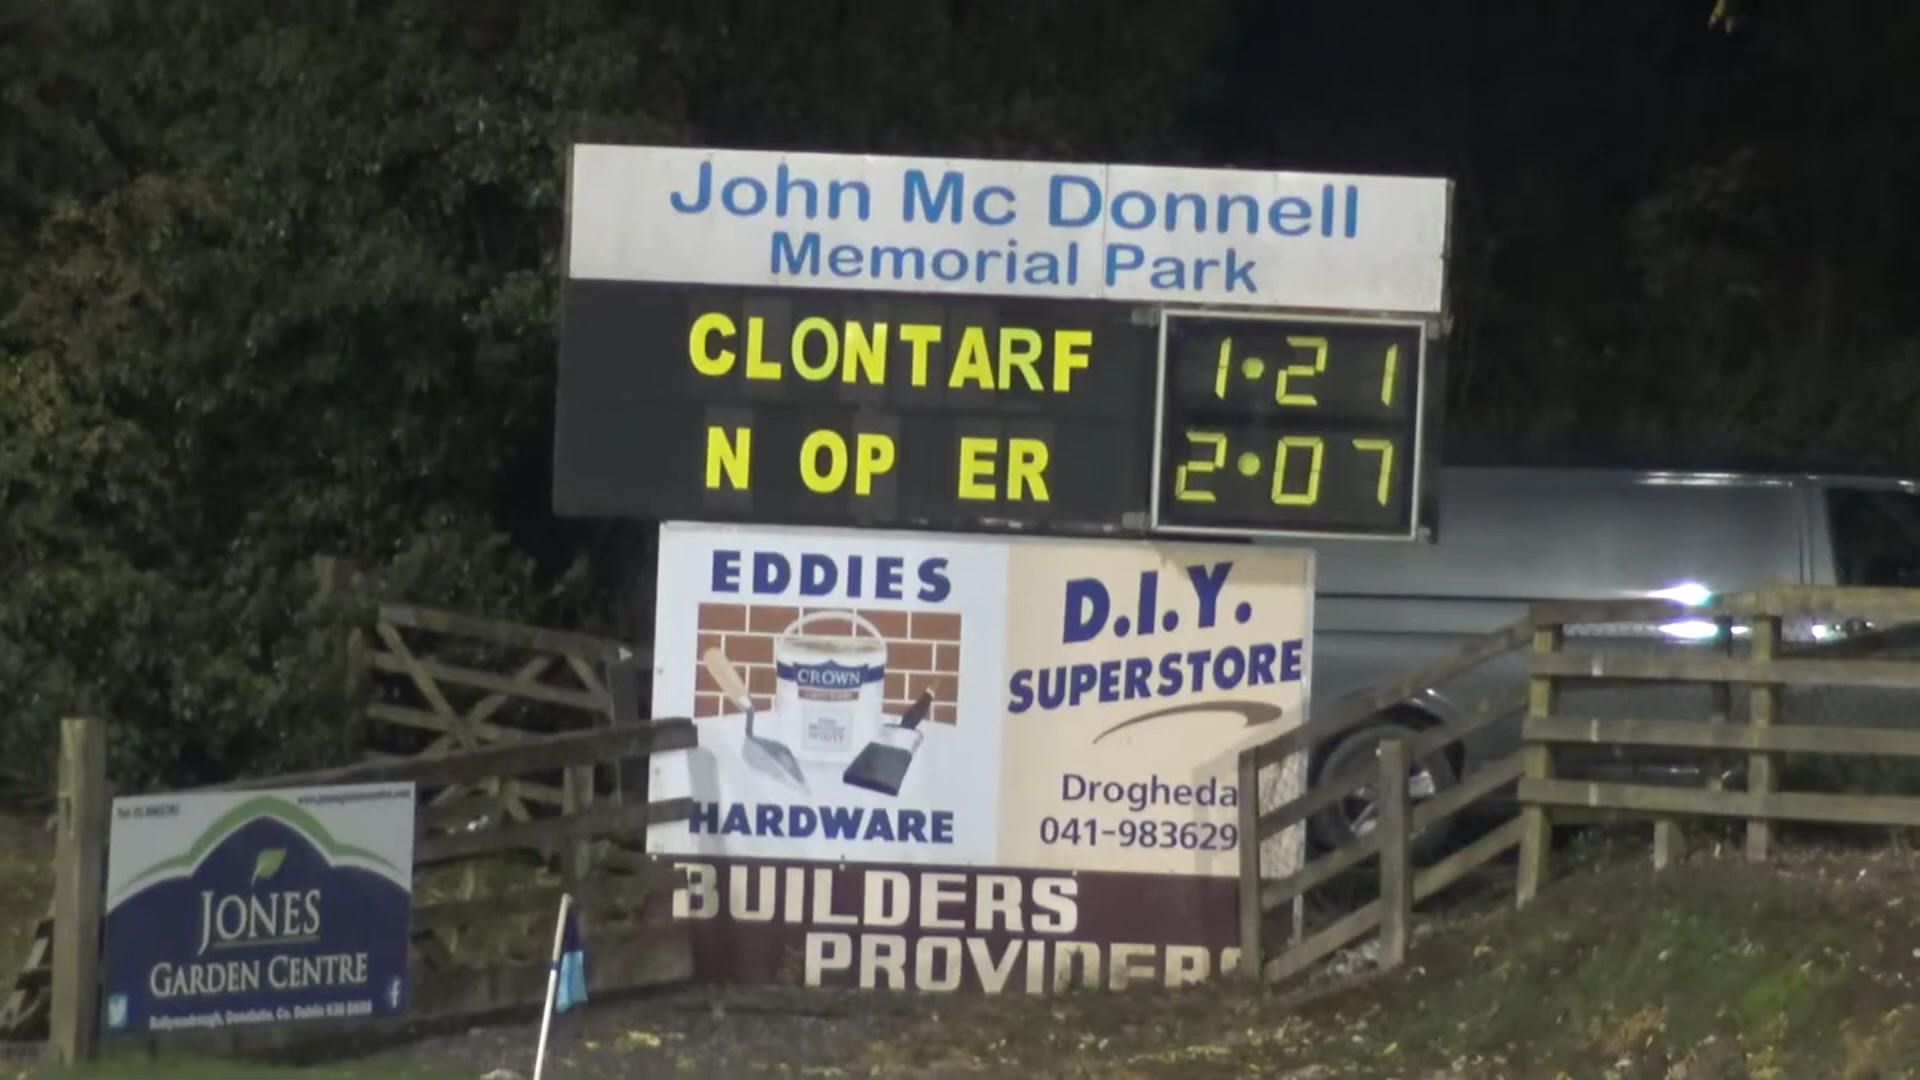 John Mc Donnell
Memorial Park
CLONTARF 1·21
N OP ER 2·07
EDDIES
CROWN
HARDWARE
D.I.Y.
SUPERSTORE
Drogheda
041-983629
BUILDERS
PROVIDERS
JONES
GARDEN CENTRE